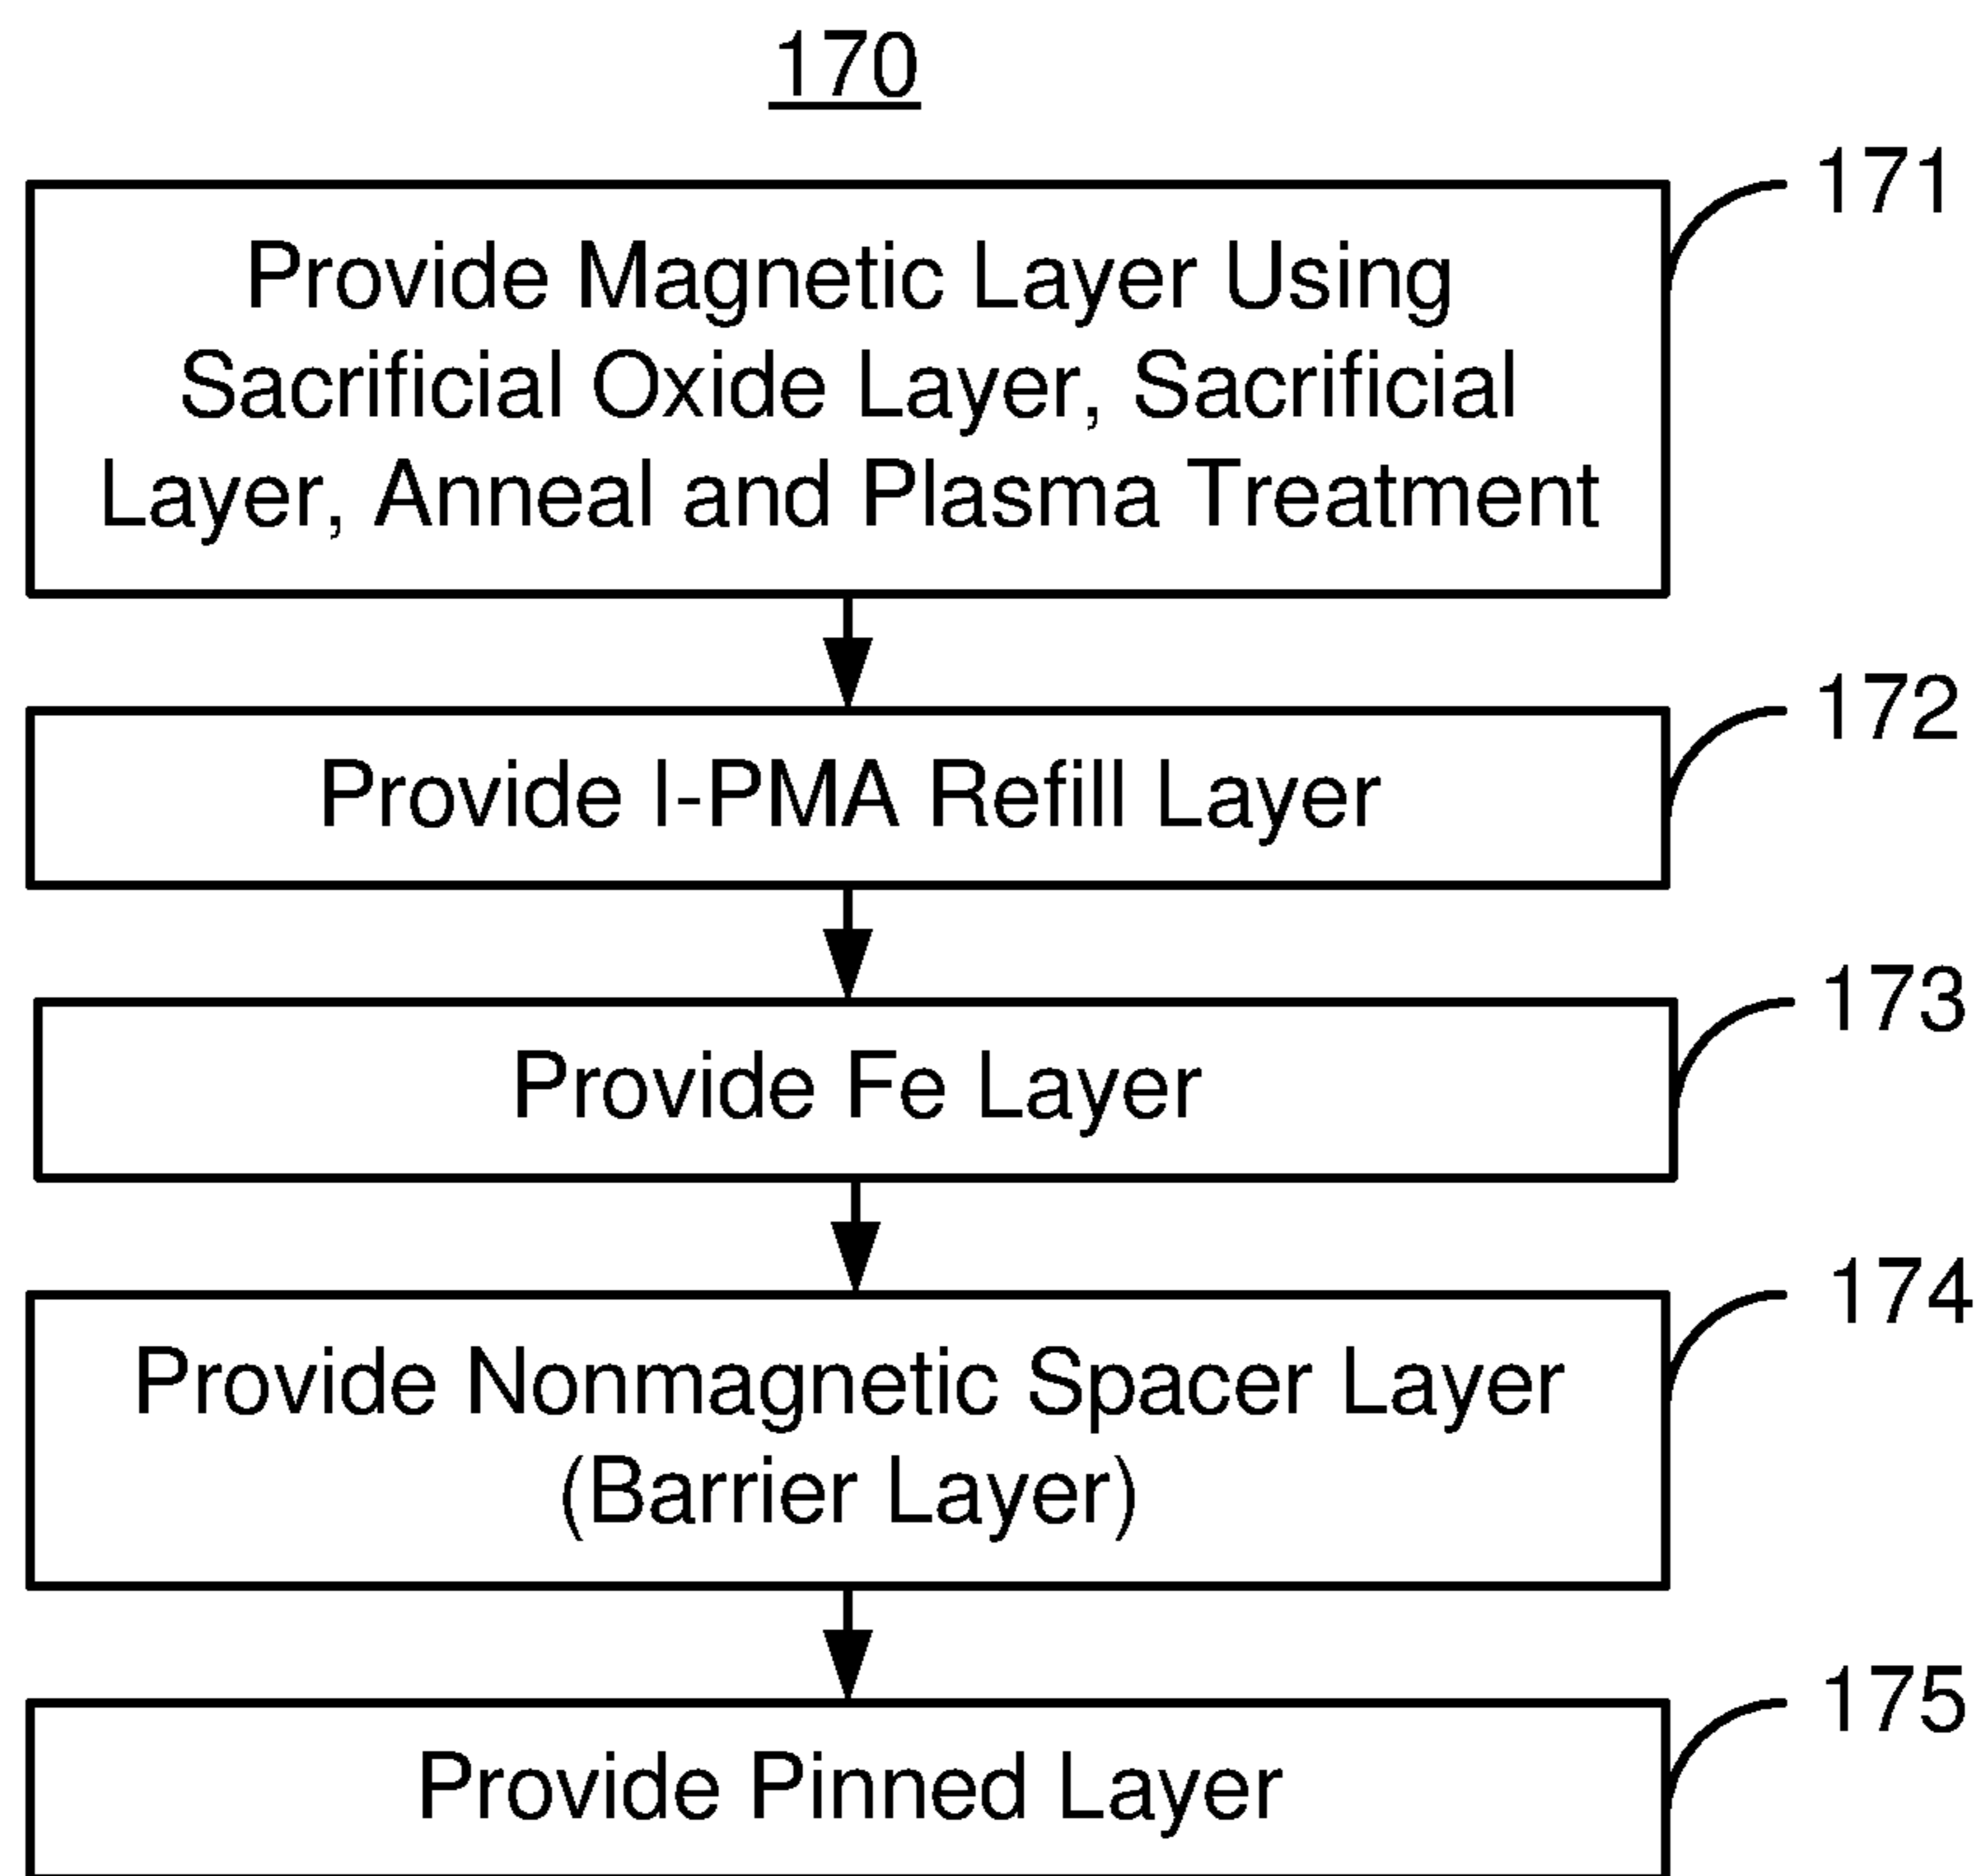 170
171
Provide Magnetic Layer Using
Sacrificial Oxide Layer, Sacrificial
Layer, Anneal and Plasma Treatment
172
Provide I-PMA Refill Layer
173
Provide Fe Layer
174
Provide Nonmagnetic Spacer Layer
(Barrier Layer)
175
Provide Pinned Layer